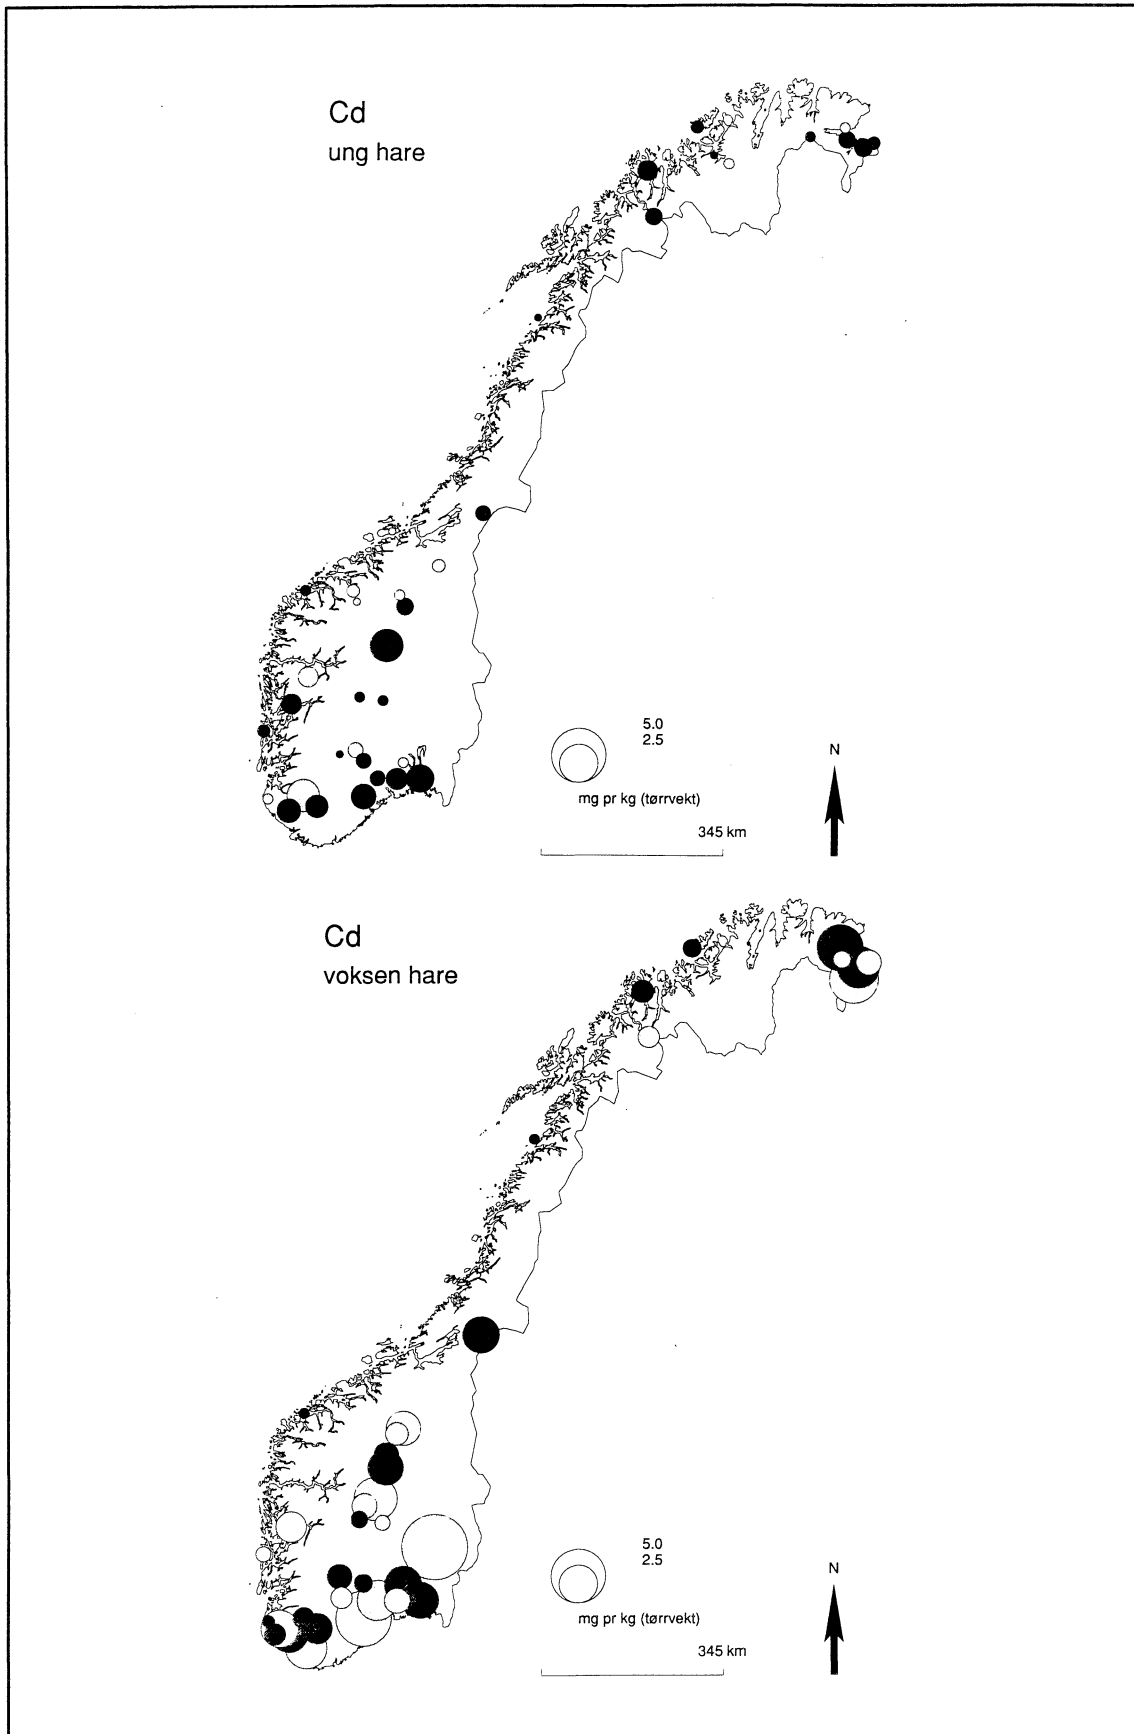 Cd
ung hare
5.0
2.5
mg pr kg (tørrvekt)
345 km
N
Cd
voksen hare
5.0
2.5
mg pr kg (tørrvekt)
345 km
N